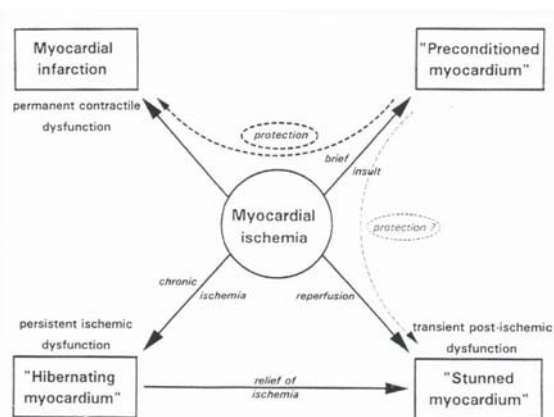 Myocardial
infarction
"Preconditioned
myocardium"
permanent contractile
dysfunction
protection
brief
insult
Myocardial
ischemia
protection ?
chronic
ischemia
reperfusion
persistent ischemic
dysfunction
transient post-ischemic
dysfunction
"Hibernating
myocardium"
relief of
ischemia
"Stunned
myocardium"